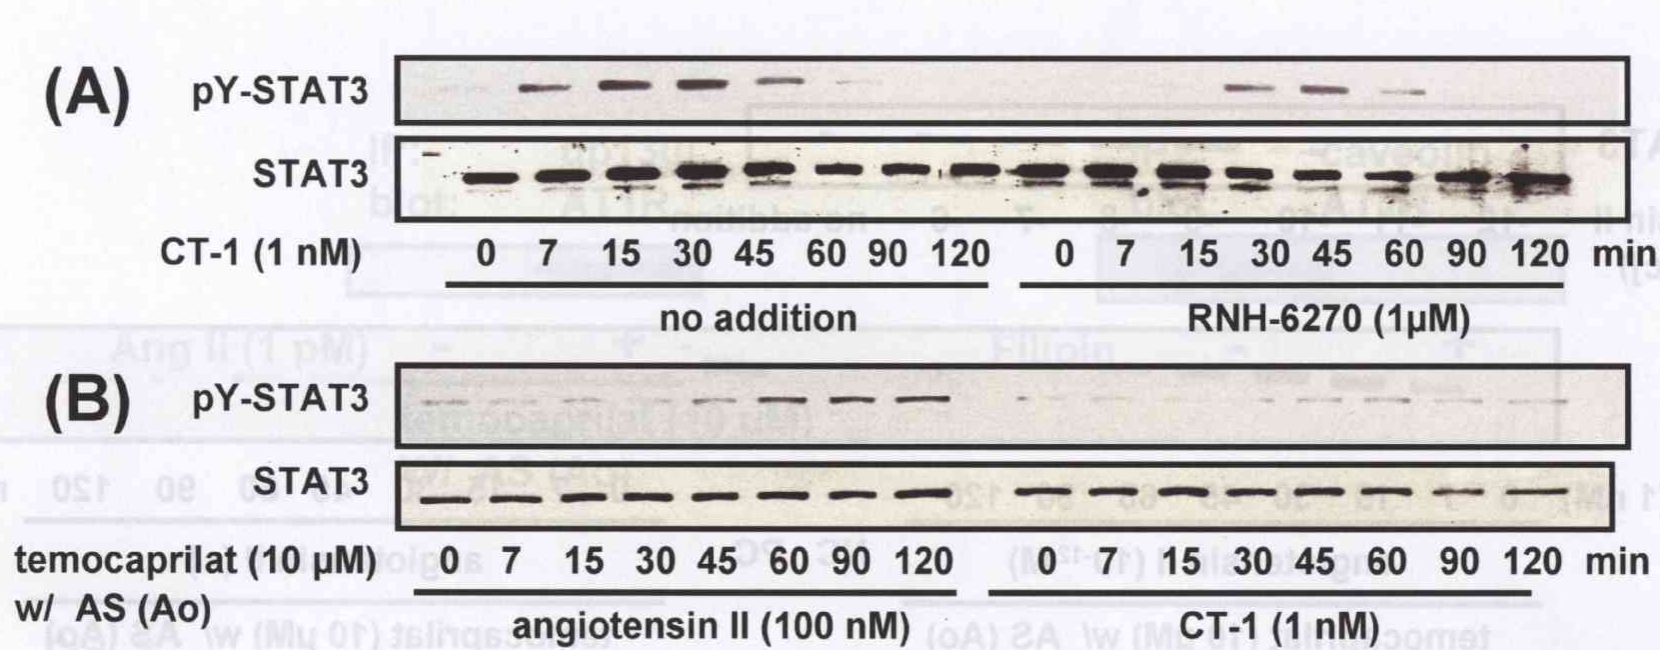 (A) pY-STAT3
STAT3
CT-1 (1 nM) 0 7 15 30 45 60 90 120 0 7 15 30 45 60 90 120 min
no addition RNH-6270 (1µM)
(B) pY-STAT3
STAT3
temocaprilat (10 µM) 0 7 15 30 45 60 90 120 0 7 15 30 45 60 90 120 min
w/ AS (Ao)
angiotensin II (100 nM) CT-1 (1 nM)